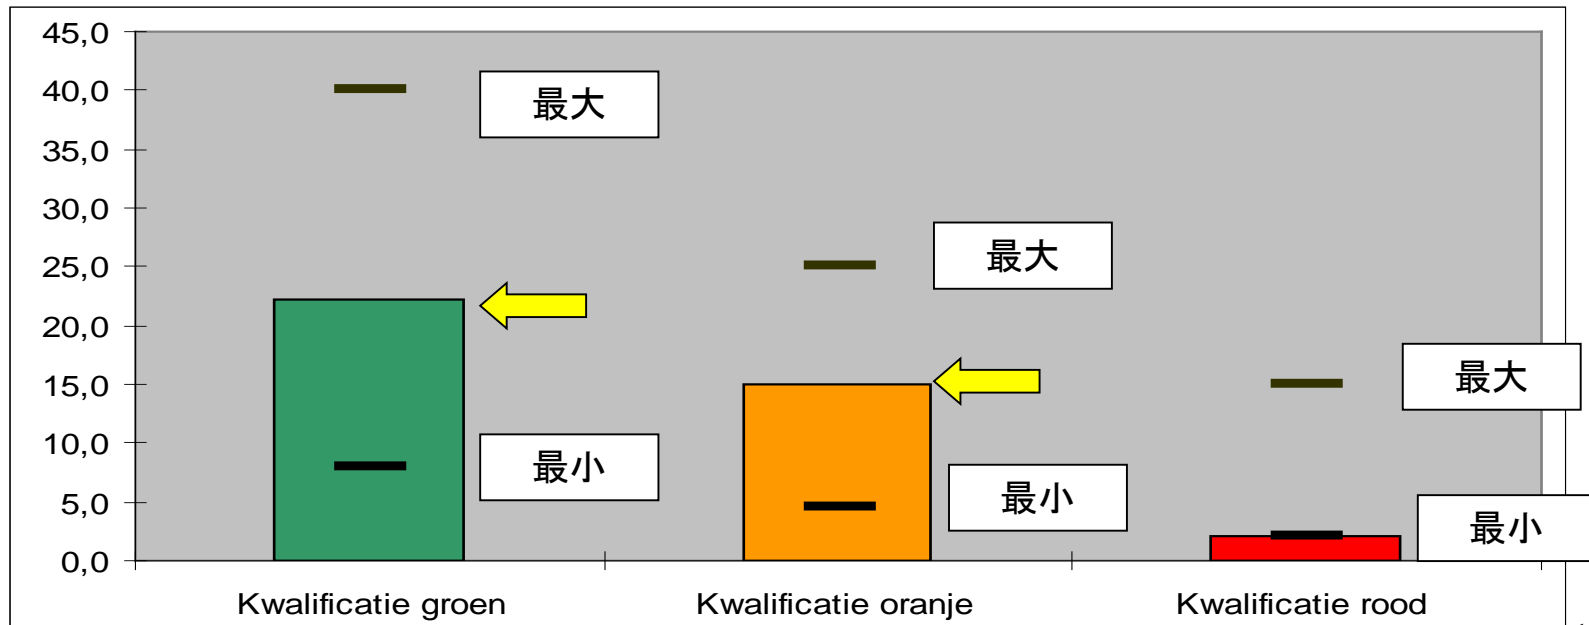 45,0
40,0
35,0
30,0
25,0
20,0
15,0
10,0
5,0
0,0
最大
最大
最大
最小
最小
最小
Kwalificatie groen
Kwalificatie oranje
Kwalificatie rood